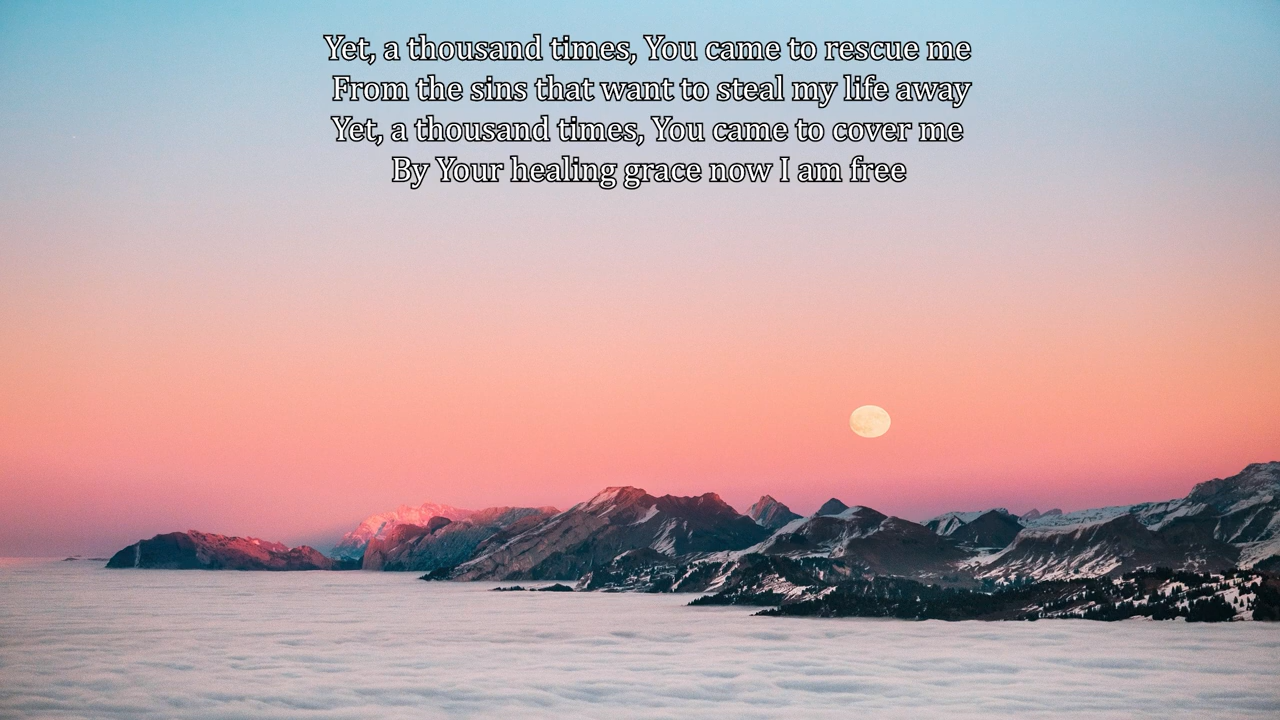 Yet, a thousand times, You came to rescue me
From the sins that want to steal my life away
Yet, a thousand times, You came to cover me
By Your healing grace now I am free